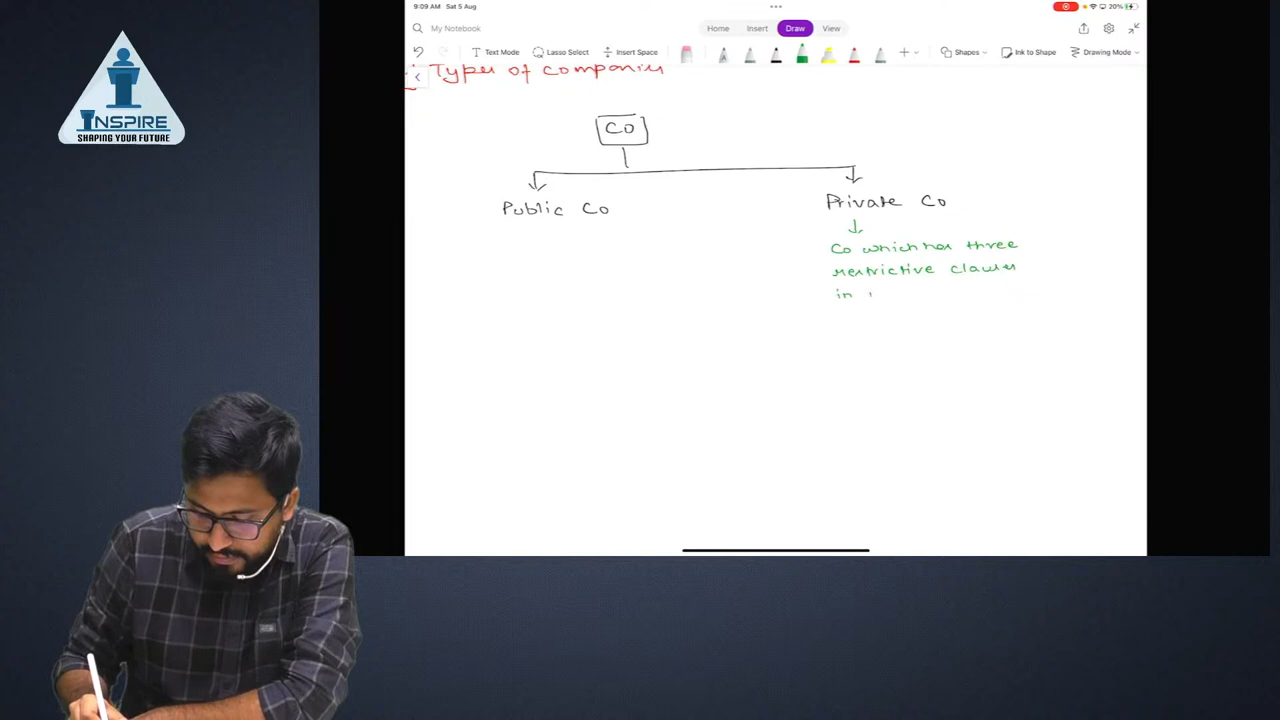 9:09 AM Sat 5 Aug
20%
My Notebook
Home Insert Draw View
Text Mode Lasso Select Insert Space Shapes Ink to Shape Drawing Mode
Types of companies
INSPIRE
SHAPING YOUR FUTURE
CO
Public Co
Private Co
Co which has three
restrictive clauses
in